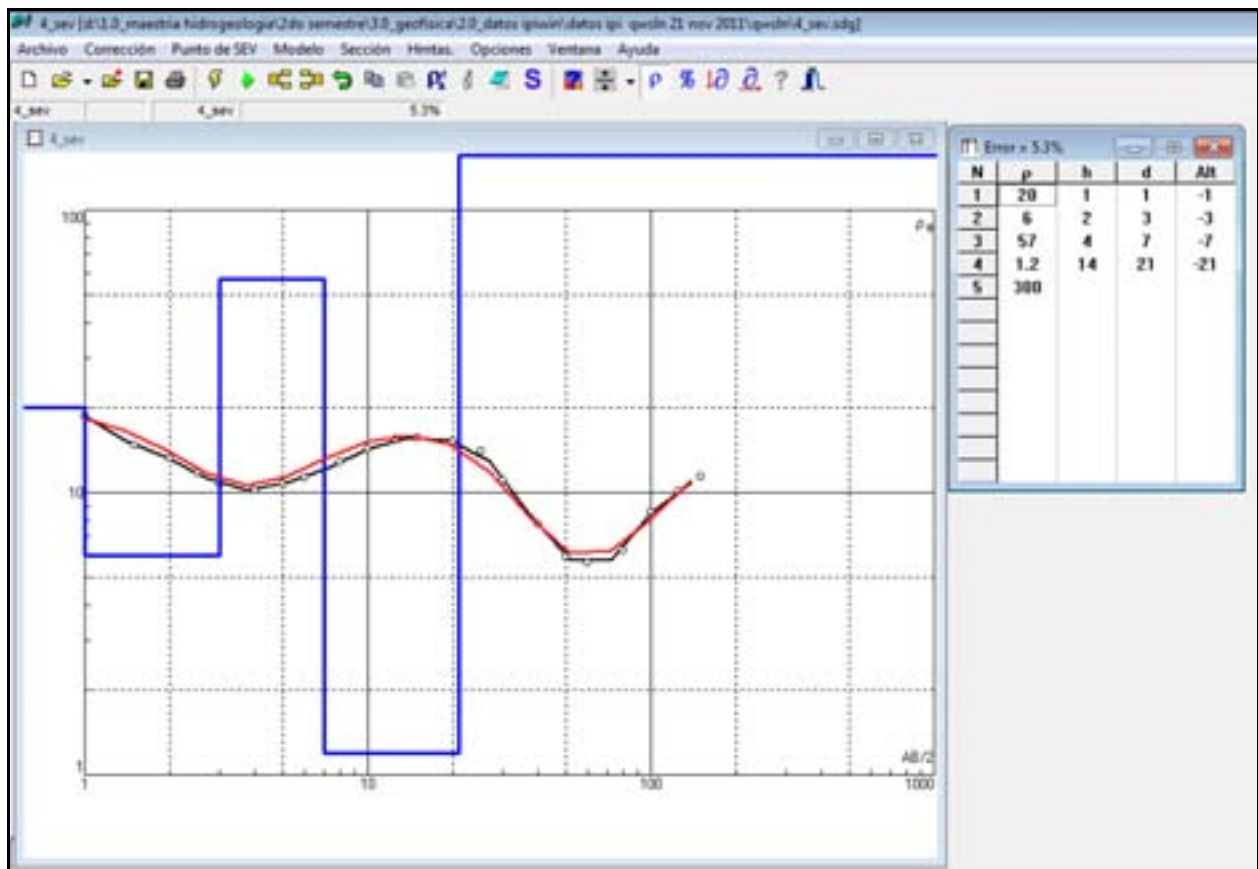 4_sev [d:\1.0_maestria hidrogeologia\2do semestre\3.0_geofisica\2.0_datos ipiwin\datos ipi qwsln 21 nov 2011\qwsln\4_sev.sdg]
Archivo Corrección Punto de SEV Modelo Sección Hmtas. Opciones Ventana Ayuda
4_sev 4_sev 5.3%
4_sev
100
ρa
10
1
AB/2
1 10 100 1000
Error = 5.3%
N ρ h d Alt
1 20 1 1 -1
2 6 2 3 -3
3 57 4 7 -7
4 1.2 14 21 -21
5